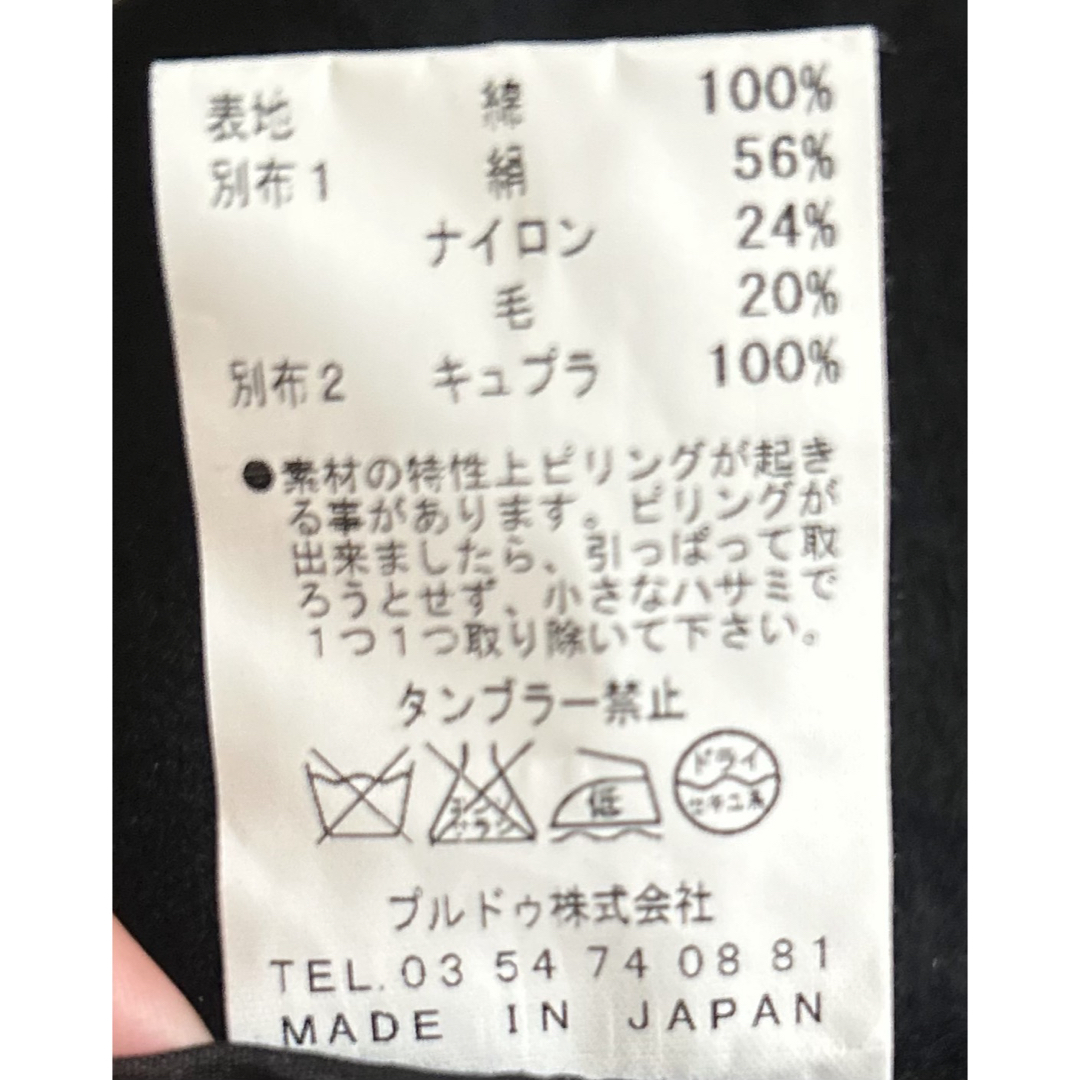 表地 綿 100%
別布1 絹 56%
ナイロン 24%
毛 20%
別布2 キュプラ 100%
●素材の特性上ピリングが起き
る事があります。ピリングが
出来ましたら、引っぱって取
ろうとせず、小さなハサミで
1つ1つ取り除いて下さい。
タンブラー禁止
低
ドライ
セキユ系
プルドゥ株式会社
TEL.03 54 74 08 81
MADE IN JAPAN